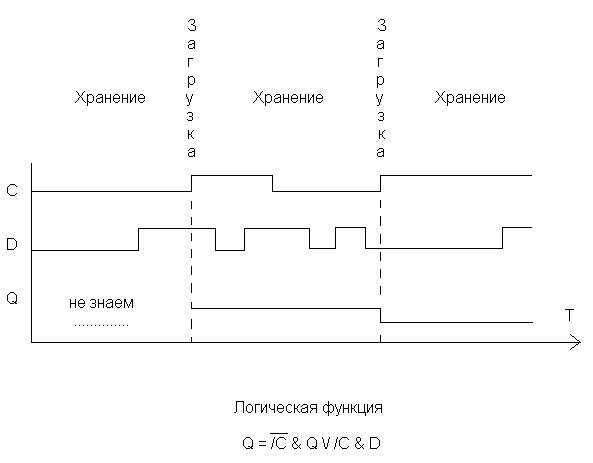 Загрузка
Загрузка
Хранение
Хранение
Хранение
C
D
Q
не знаем
..............
T
Логическая функция
Q = /C̅ & Q \/ /C & D